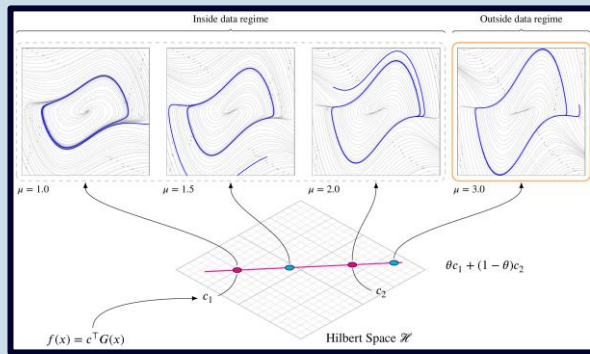 Inside data regime
Outside data regime
μ = 1.0
μ = 1.5
μ = 2.0
μ = 3.0
θc₁ + (1 − θ)c₂
c₁
c₂
f(x) = c⊤G(x)
Hilbert Space ℋ